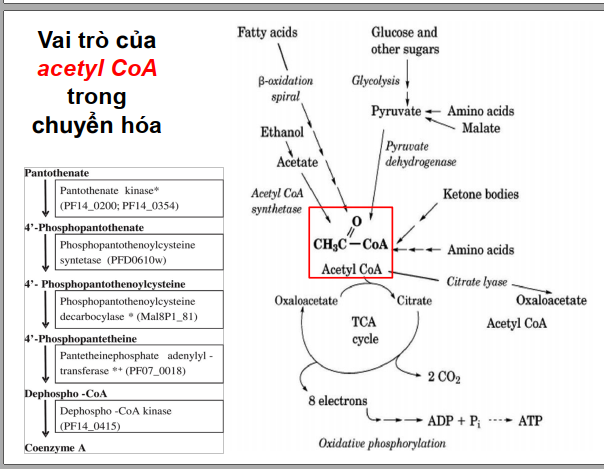 Vai trò của
acetyl CoA
trong
chuyển hóa
Pantothenate
Pantothenate kinase*
(PF14_0200; PF14_0354)
4’-Phosphopantothenate
Phosphopantothenoylcysteine
syntetase (PFD0610w)
4’- Phosphopantothenoylcysteine
Phosphopantothenoylcysteine
decarbocylase * (Mal8P1_81)
4’-Phosphopantetheine
Pantetheinephosphate adenylyl -
transferase *⁺ (PF07_0018)
Dephospho -CoA
Dephospho -CoA kinase
(PF14_0415)
Coenzyme A
Fatty acids
Glucose and
other sugars
β-oxidation
spiral
Glycolysis
Pyruvate
Amino acids
Malate
Ethanol
Acetate
Pyruvate
dehydrogenase
Acetyl CoA
synthetase
Ketone bodies
O
CH₃C—CoA
Amino acids
Acetyl CoA
Citrate lyase
Oxaloacetate
Citrate
Oxaloacetate
Acetyl CoA
TCA
cycle
2 CO₂
8 electrons
ADP + Pᵢ
ATP
Oxidative phosphorylation